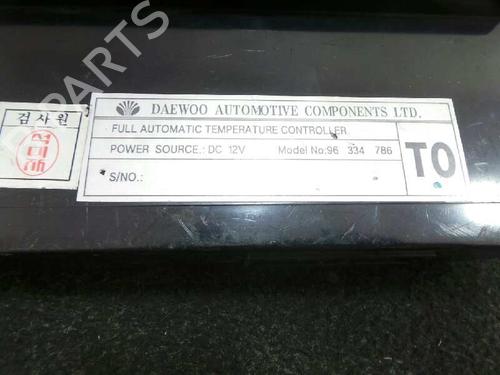 B PARTS
DAEWOO AUTOMOTIVE COMPONENTS LTD.
FULL AUTOMATIC TEMPERATURE CONTROLLER
POWER SOURCE.: DC 12V Model No:96 334 786
S/NO.:
TO
검사원